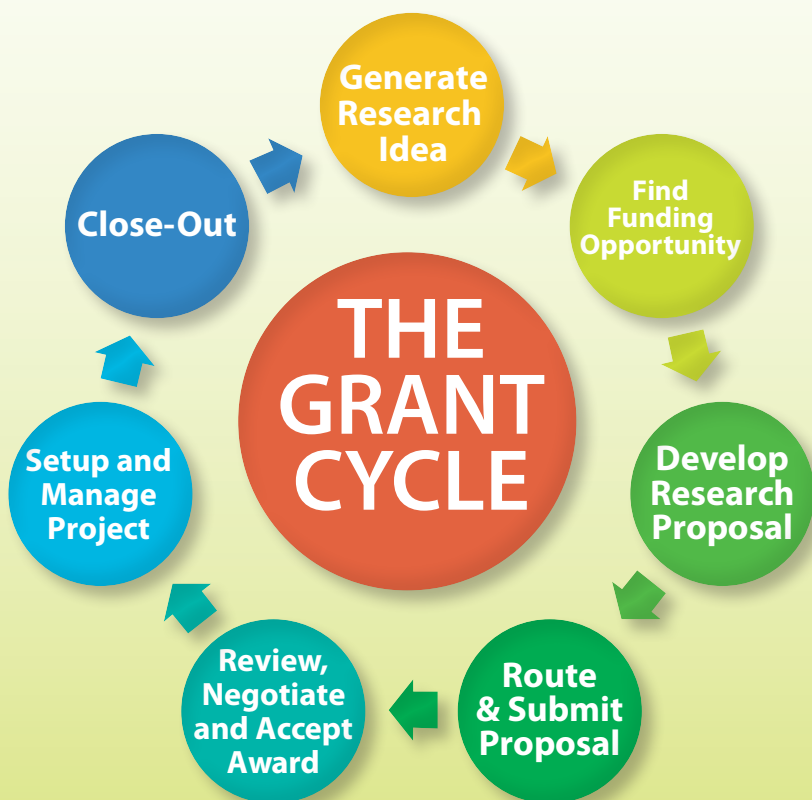 Generate
Research
Idea
Find
Funding
Opportunity
Develop
Research
Proposal
Route
& Submit
Proposal
Review,
Negotiate
and Accept
Award
Setup and
Manage
Project
Close-Out
THE
GRANT
CYCLE